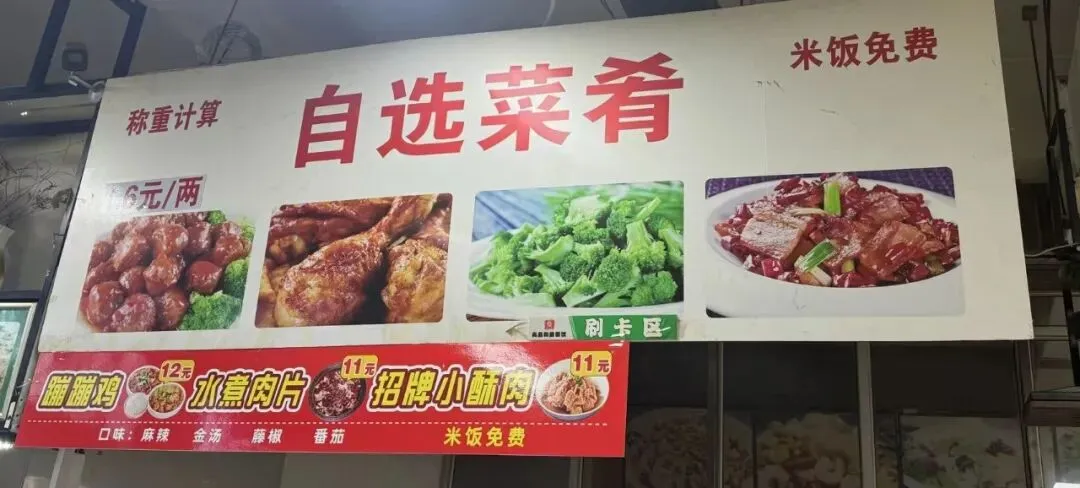 称重计算
自选菜肴
米饭免费
6元/两
刷卡区
蹦蹦鸡 12元
水煮肉片 11元
招牌小酥肉 11元
口味：麻辣 金汤 藤椒 番茄
米饭免费